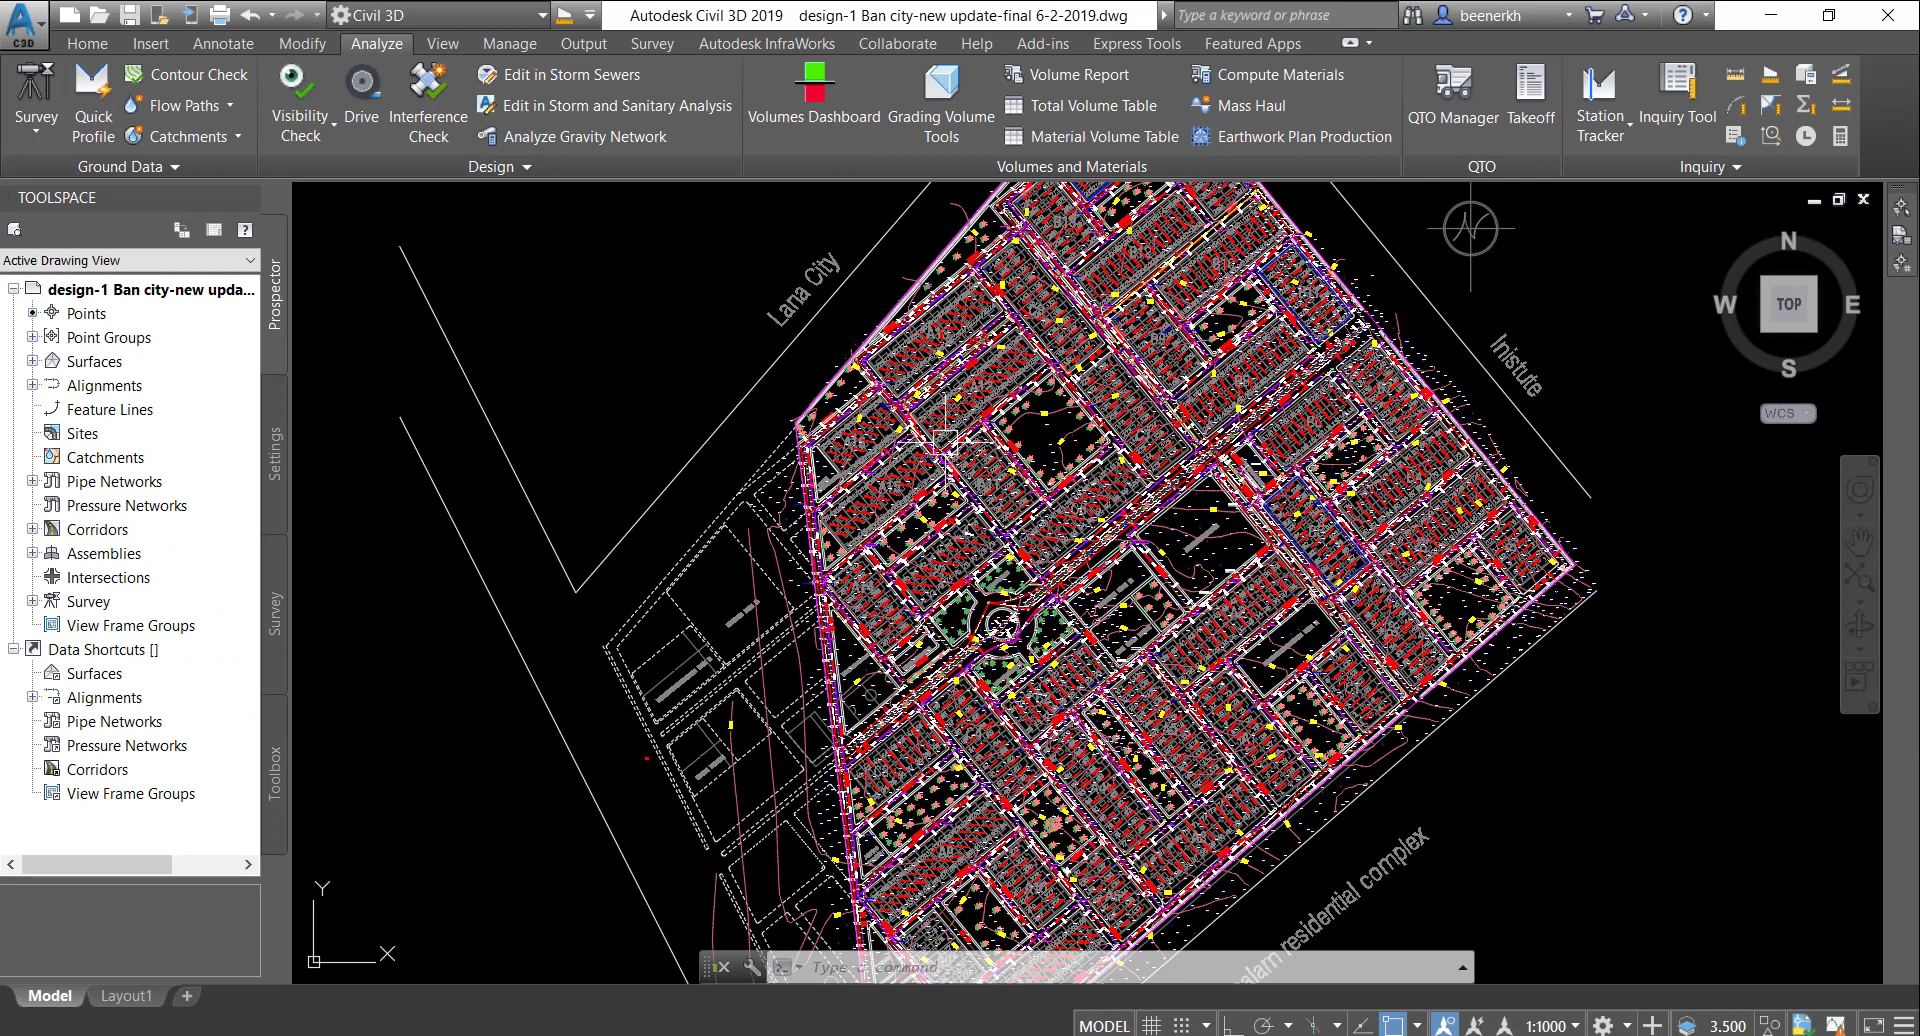 C3D
Civil 3D
Autodesk Civil 3D 2019 design-1 Ban city-new update-final 6-2-2019.dwg
Type a keyword or phrase
beenerkh
Home Insert Annotate Modify Analyze View Manage Output Survey Autodesk InfraWorks Collaborate Help Add-ins Express Tools Featured Apps
Survey
Quick Profile
Contour Check
Flow Paths
Catchments
Ground Data
Visibility Check
Drive
Interference Check
Edit in Storm Sewers
Edit in Storm and Sanitary Analysis
Analyze Gravity Network
Design
Volumes Dashboard
Grading Volume Tools
Volume Report
Total Volume Table
Material Volume Table
Compute Materials
Mass Haul
Earthwork Plan Production
Volumes and Materials
QTO Manager
Takeoff
QTO
Station Tracker
Inquiry Tool
Inquiry
TOOLSPACE
Active Drawing View
design-1 Ban city-new upda...
Points
Point Groups
Surfaces
Alignments
Feature Lines
Sites
Catchments
Pipe Networks
Pressure Networks
Corridors
Assemblies
Intersections
Survey
View Frame Groups
Data Shortcuts []
Surfaces
Alignments
Pipe Networks
Pressure Networks
Corridors
View Frame Groups
Prospector
Settings
Survey
Toolbox
Lana City
Inistute
alam residential complex
N
W TOP E
S
WCS
Y
X
Type a command
Model Layout1 +
MODEL
1:1000
3.500